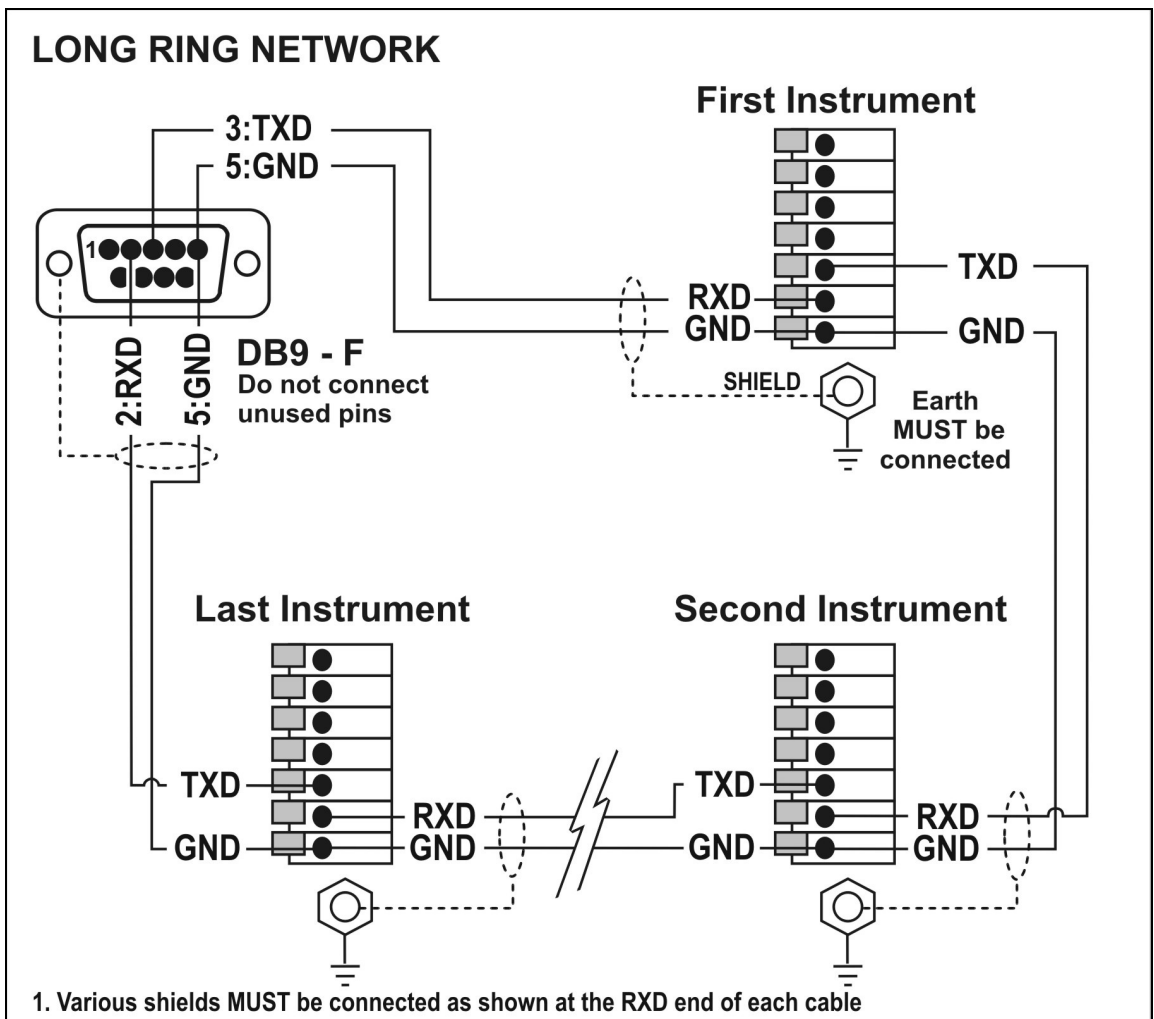 LONG RING NETWORK
First Instrument
3:TXD
5:GND
1
TXD
RXD
GND
GND
2:RXD
5:GND
DB9 - F
Do not connect
unused pins
SHIELD
Earth
MUST be
connected
Last Instrument
Second Instrument
TXD
TXD
RXD
RXD
GND
GND
GND
GND
1. Various shields MUST be connected as shown at the RXD end of each cable